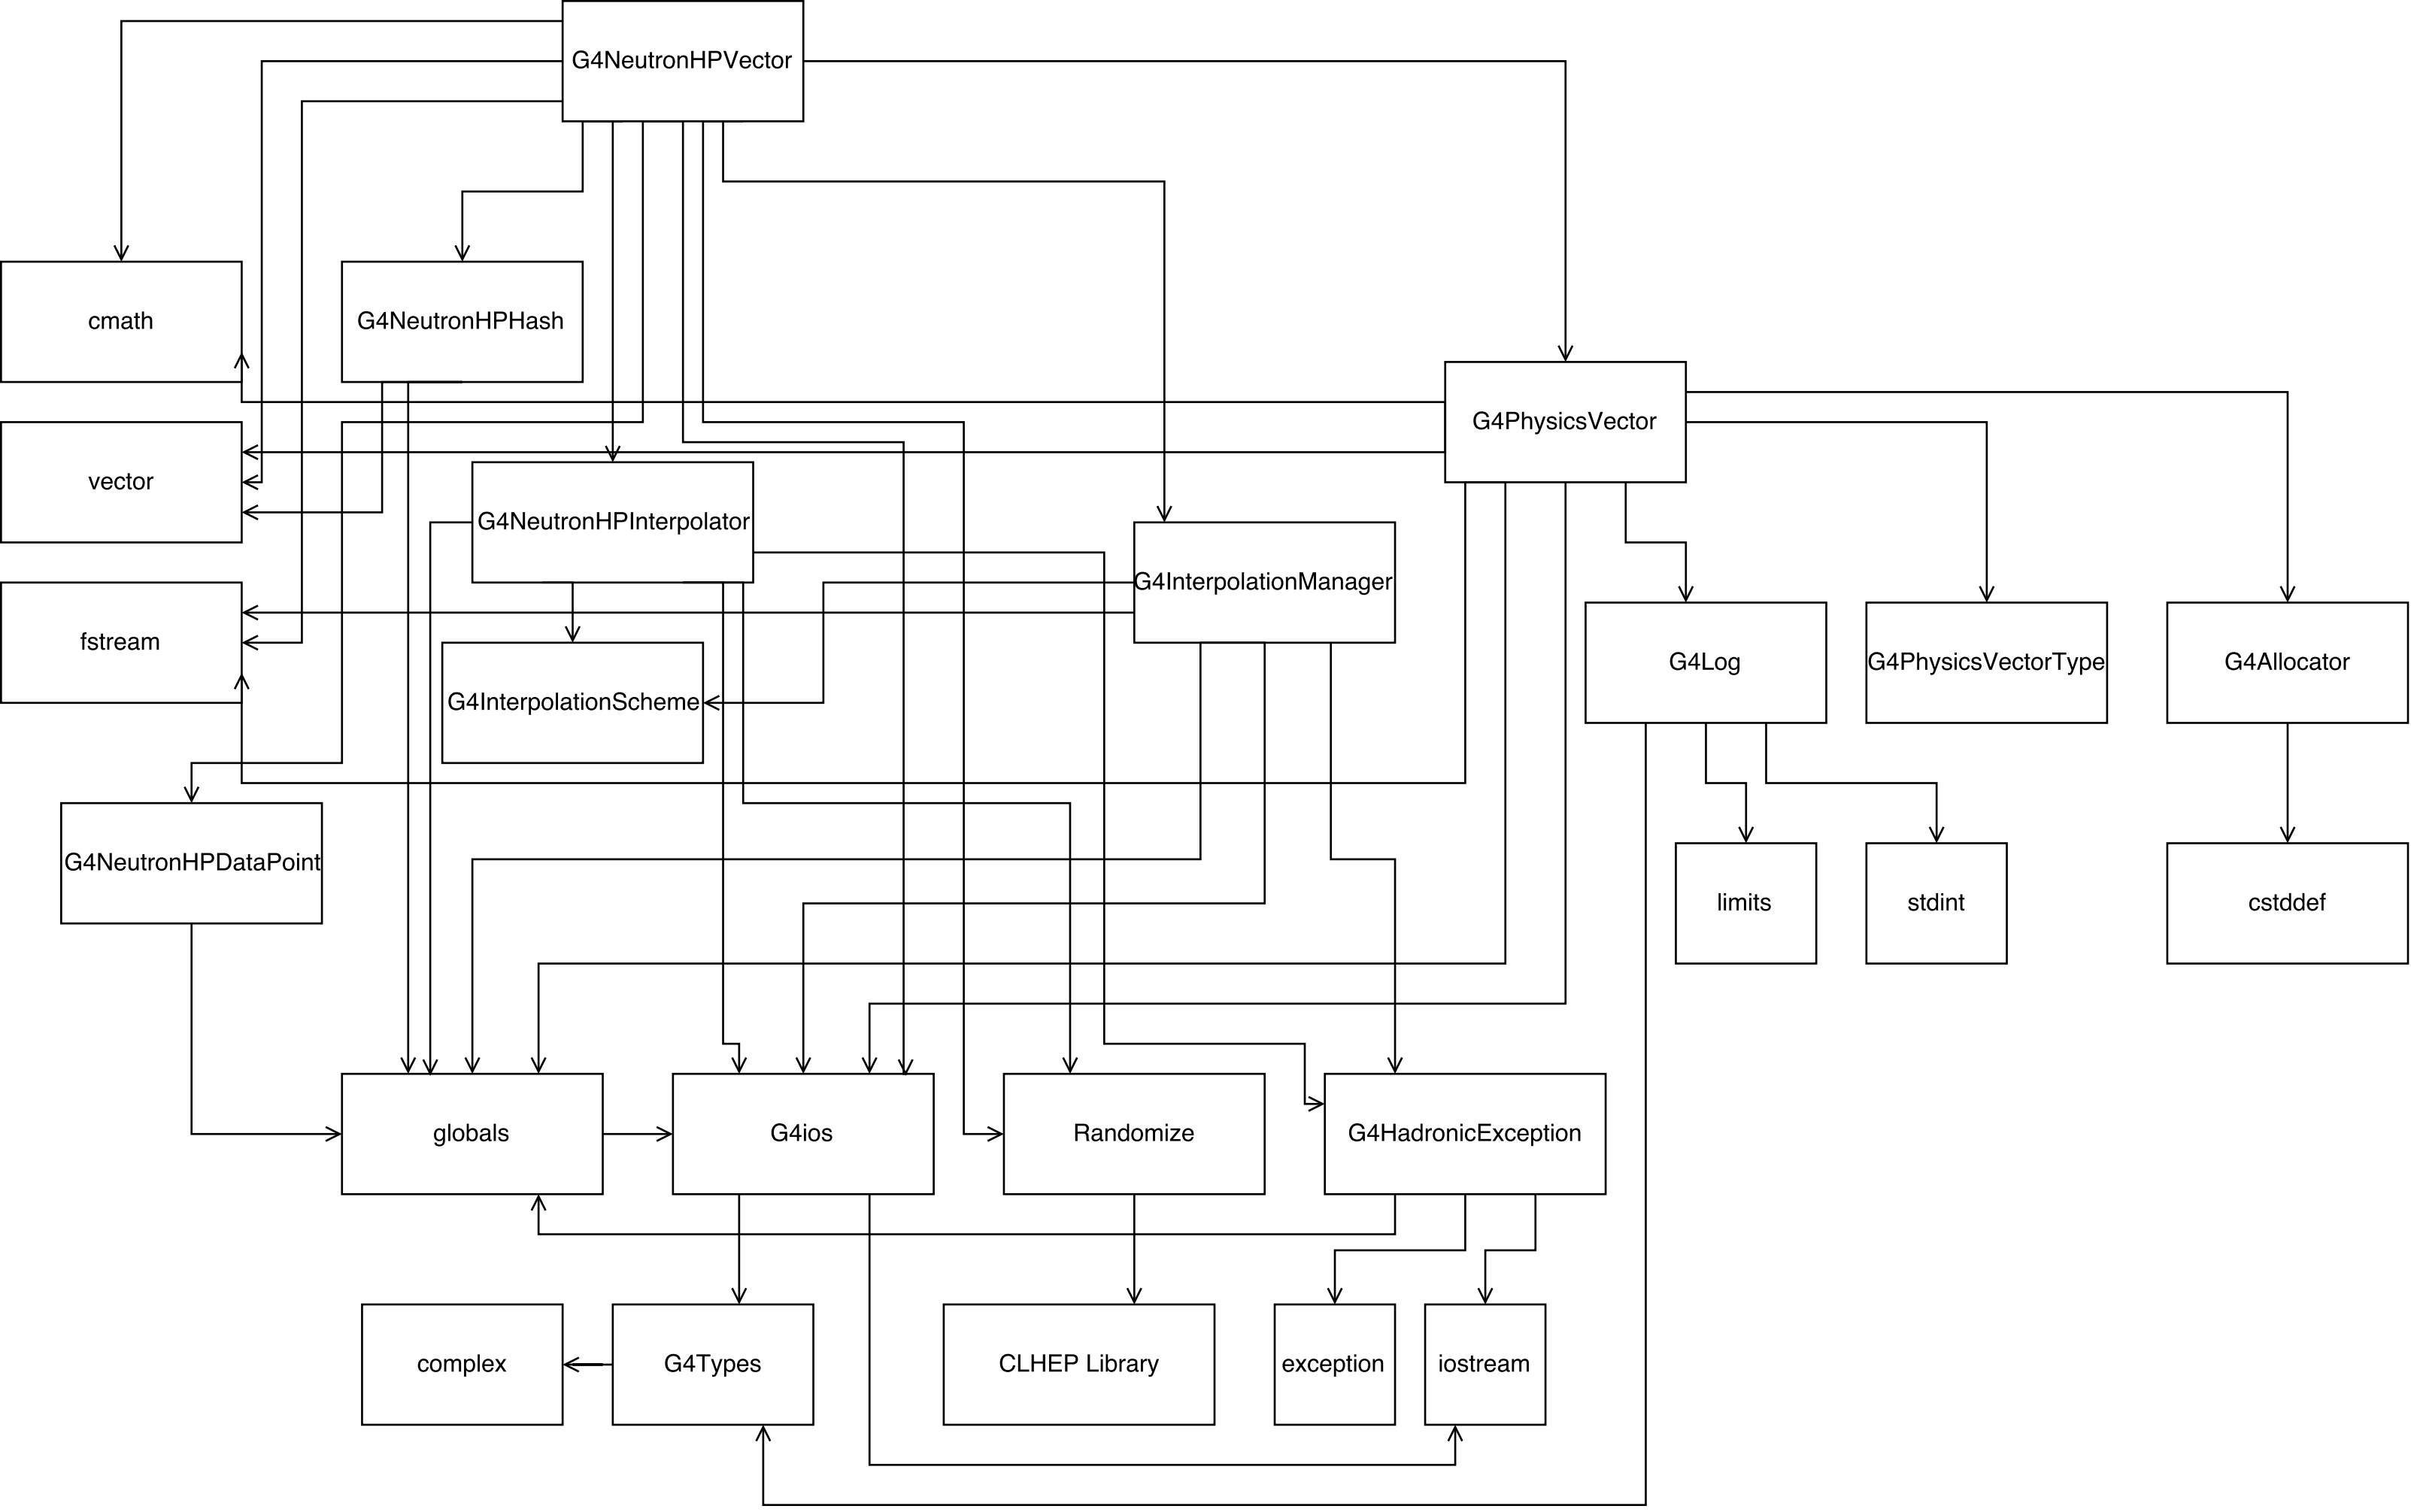 G4NeutronHPVector
cmath
G4NeutronHPHash
G4PhysicsVector
vector
G4NeutronHPInterpolator
G4InterpolationManager
fstream
G4InterpolationScheme
G4Log
G4PhysicsVectorType
G4Allocator
G4NeutronHPDataPoint
limits
stdint
cstddef
globals
G4ios
Randomize
G4HadronicException
complex
G4Types
CLHEP Library
exception
iostream